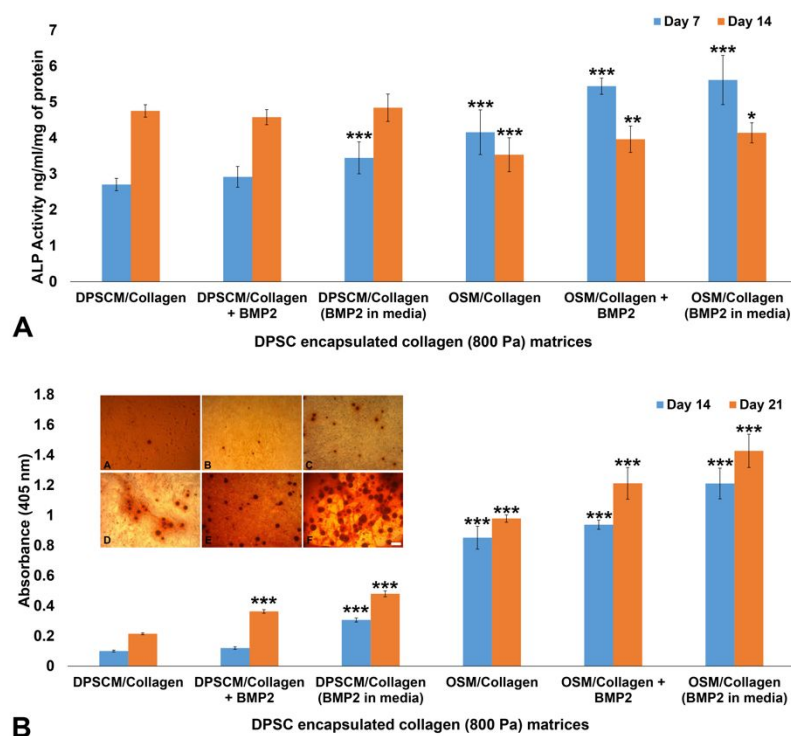 7
6
5
4
3
2
1
0
ALP Activity ng/ml/mg of protein
Day 7 Day 14
***
***
***
***
***
**
***
*
DPSCM/Collagen
DPSCM/Collagen
+ BMP2
DPSCM/Collagen
(BMP2 in media)
OSM/Collagen
OSM/Collagen +
BMP2
OSM/Collagen
(BMP2 in media)
DPSC encapsulated collagen (800 Pa) matrices
A
1.8
1.6
1.4
1.2
1
0.8
0.6
0.4
0.2
0
Absorbance (405 nm)
Day 14 Day 21
A
B
C
D
E
F
***
***
***
***
***
***
***
***
***
DPSCM/Collagen
DPSCM/Collagen
+ BMP2
DPSCM/Collagen
(BMP2 in media)
OSM/Collagen
OSM/Collagen +
BMP2
OSM/Collagen
(BMP2 in media)
DPSC encapsulated collagen (800 Pa) matrices
B